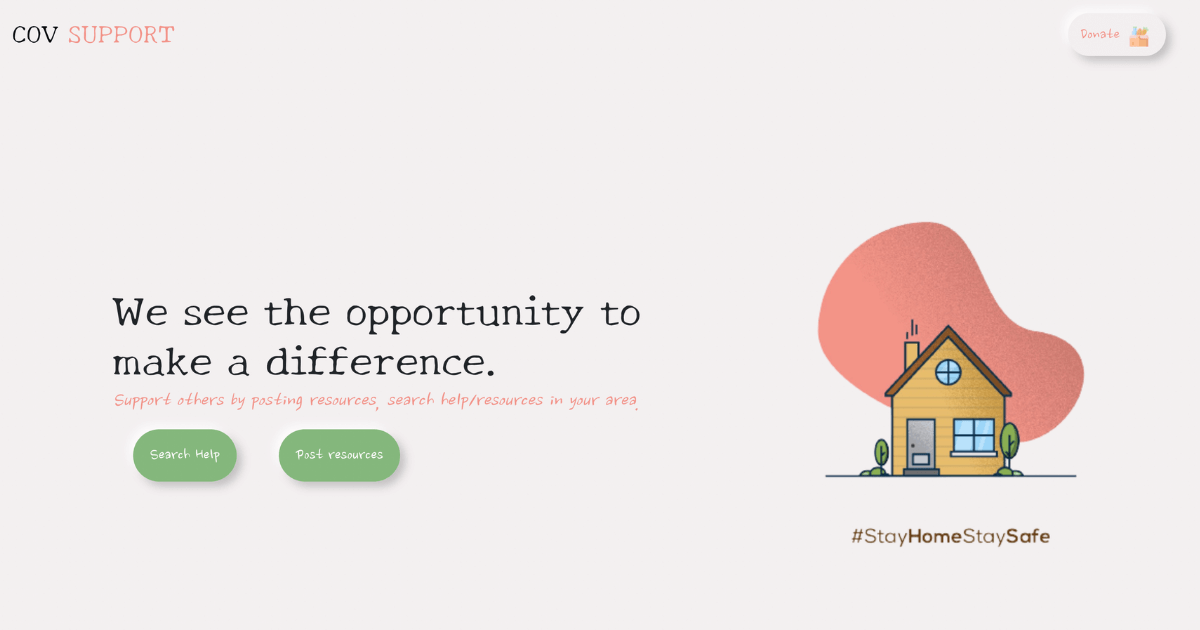 COV SUPPORT
Donate
We see the opportunity to
make a difference.
Support others by posting resources, search help/resources in your area.
Search Help
Post resources
#StayHomeStaySafe